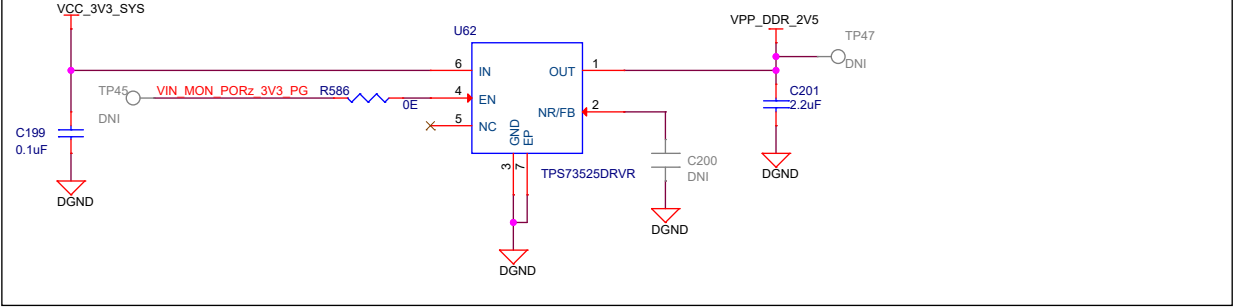 VCC_3V3_SYS
VPP_DDR_2V5
U62
TP47
DNI
6 IN OUT 1
TP45 VIN_MON_PORz_3V3_PG R586 4 EN
0E
C201
2.2uF
DNI
NR/FB 2
5 NC
C199
0.1uF
GND
EP
3
7
TPS73525DRVR
C200
DNI
DGND
DGND
DGND
DGND